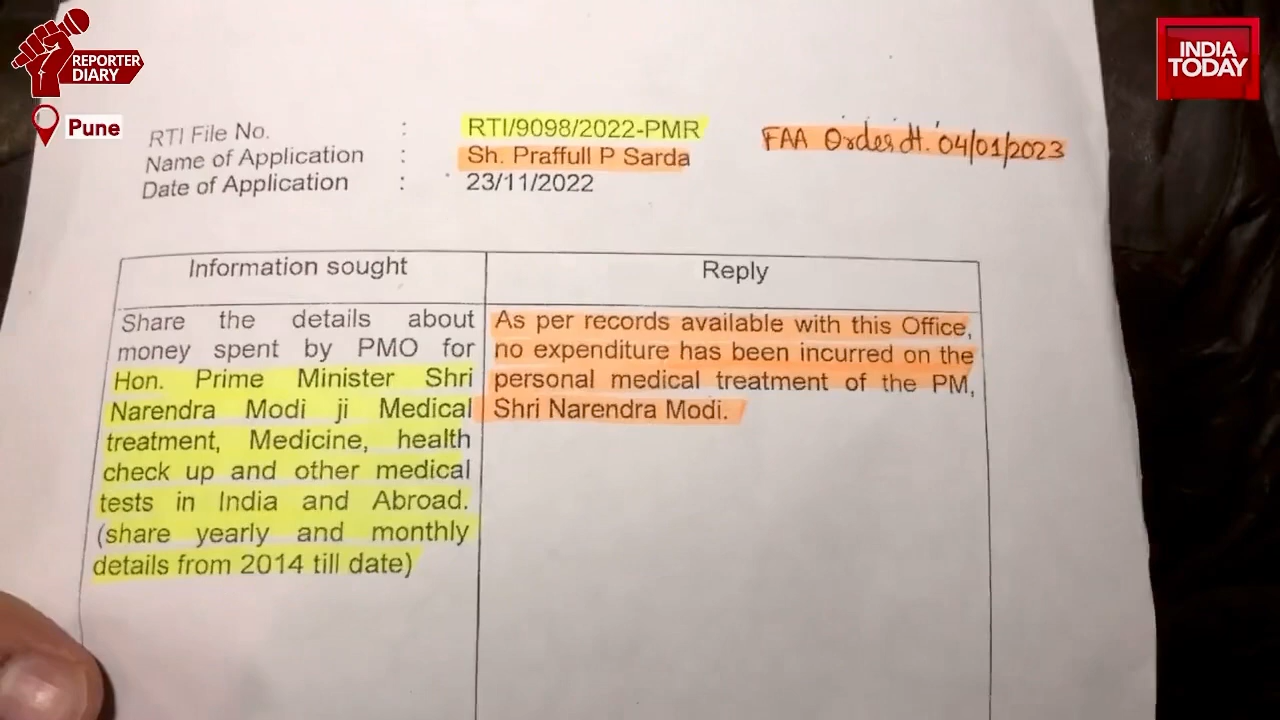 REPORTER
DIARY
Pune
INDIA
TODAY
RTI File No. : RTI/9098/2022-PMR
FAA Order dt. 04/01/2023
Name of Application : Sh. Praffull P Sarda
Date of Application : 23/11/2022
Information sought
Share the details about
money spent by PMO for
Hon. Prime Minister Shri
Narendra Modi ji Medical
treatment, Medicine, health
check up and other medical
tests in India and Abroad.
(share yearly and monthly
details from 2014 till date)
Reply
As per records available with this Office,
no expenditure has been incurred on the
personal medical treatment of the PM,
Shri Narendra Modi.